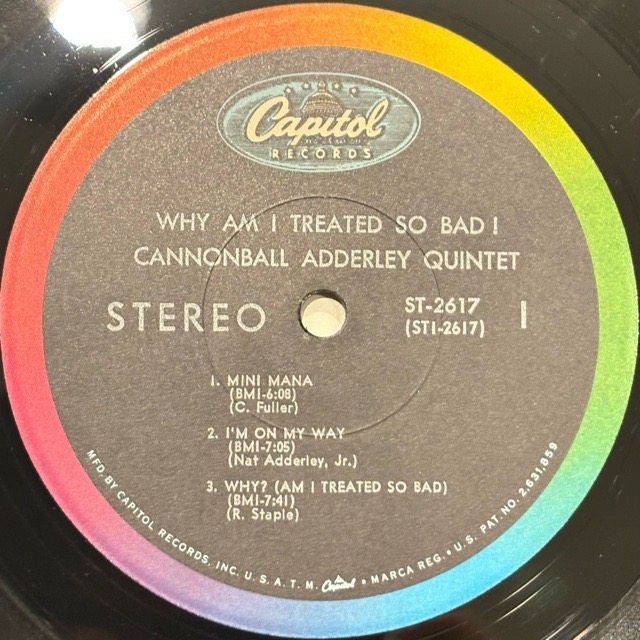 Capitol
RECORDS
WHY AM I TREATED SO BAD!
CANNONBALL ADDERLEY QUINTET
STEREO
ST-2617
(ST1-2617)
1
1. MINI MANA
(BMI-6:08)
(C. Fuller)
2. I'M ON MY WAY
(BMI-7:05)
(Nat Adderley, Jr.)
3. WHY? (AM I TREATED SO BAD)
(BMI-7:41)
(R. Staple)
MFD. BY CAPITOL RECORDS, INC. U. S. A. T. M. Capitol • MARCA REG. • U. S. PAT. NO. 2,631,859